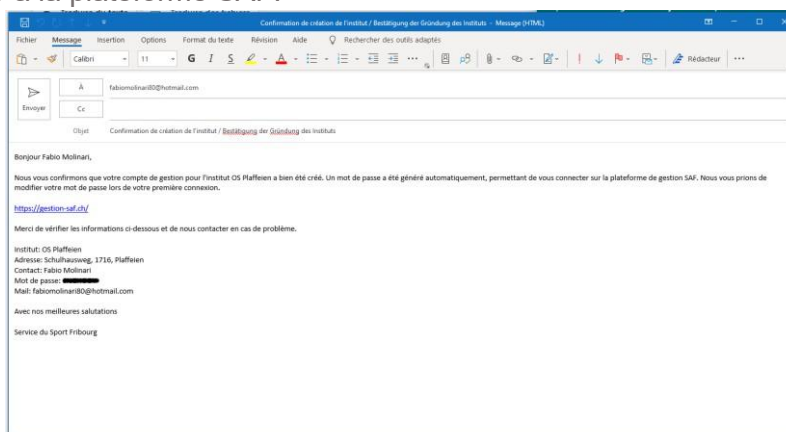 à la plateforme SAF.
Confirmation de création de l'institut / Bestätigung der Gründung des Instituts - Message (HTML)
Fichier Message Insertion Options Format du texte Révision Aide Rechercher des outils adaptés
Calibri 11 G I S A Rédacteur
Envoyer
À fabiomolinari80@hotmail.com
Cc
Objet Confirmation de création de l'institut / Bestätigung der Gründung des Instituts
Bonjour Fabio Molinari,
Nous vous confirmons que votre compte de gestion pour l'institut OS Plaffeien a bien été créé. Un mot de passe a été généré automatiquement, permettant de vous connecter sur la plateforme de gestion SAF. Nous vous prions de
modifier votre mot de passe lors de votre première connexion.
https://gestion-saf.ch/
Merci de vérifier les informations ci-dessous et de nous contacter en cas de problème.
Institut: OS Plaffeien
Adresse: Schulhausweg, 1716, Plaffeien
Contact: Fabio Molinari
Mot de passe:
Mail: fabiomolinari80@hotmail.com
Avec nos meilleures salutations
Service du Sport Fribourg